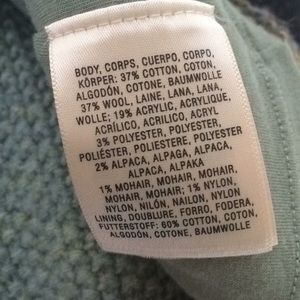 BODY, CORPS, CUERPO, CORPO,
KÖRPER: 37% COTTON, COTON,
ALGODÓN, COTONE, BAUMWOLLE
37% WOOL, LAINE, LANA, LANA,
WOLLE; 19% ACRYLIC, ACRYLIQUE,
ACRÍLICO, ACRILICO, ACRYL
3% POLYESTER, POLYESTER,
POLIÉSTER, POLIESTERE, POLYESTER
2% ALPACA, ALPAGA, ALPACA,
ALPACA, ALPAKA
1% MOHAIR, MOHAIR, MOHAIR,
MOHAIR, MOHAIR; 1% NYLON,
NYLON, NILÓN, NAILON, NYLON
LINING, DOUBLURE, FORRO, FODERA,
FUTTERSTOFF: 60% COTTON, COTON,
ALGODÓN, COTONE, BAUMWOLLE